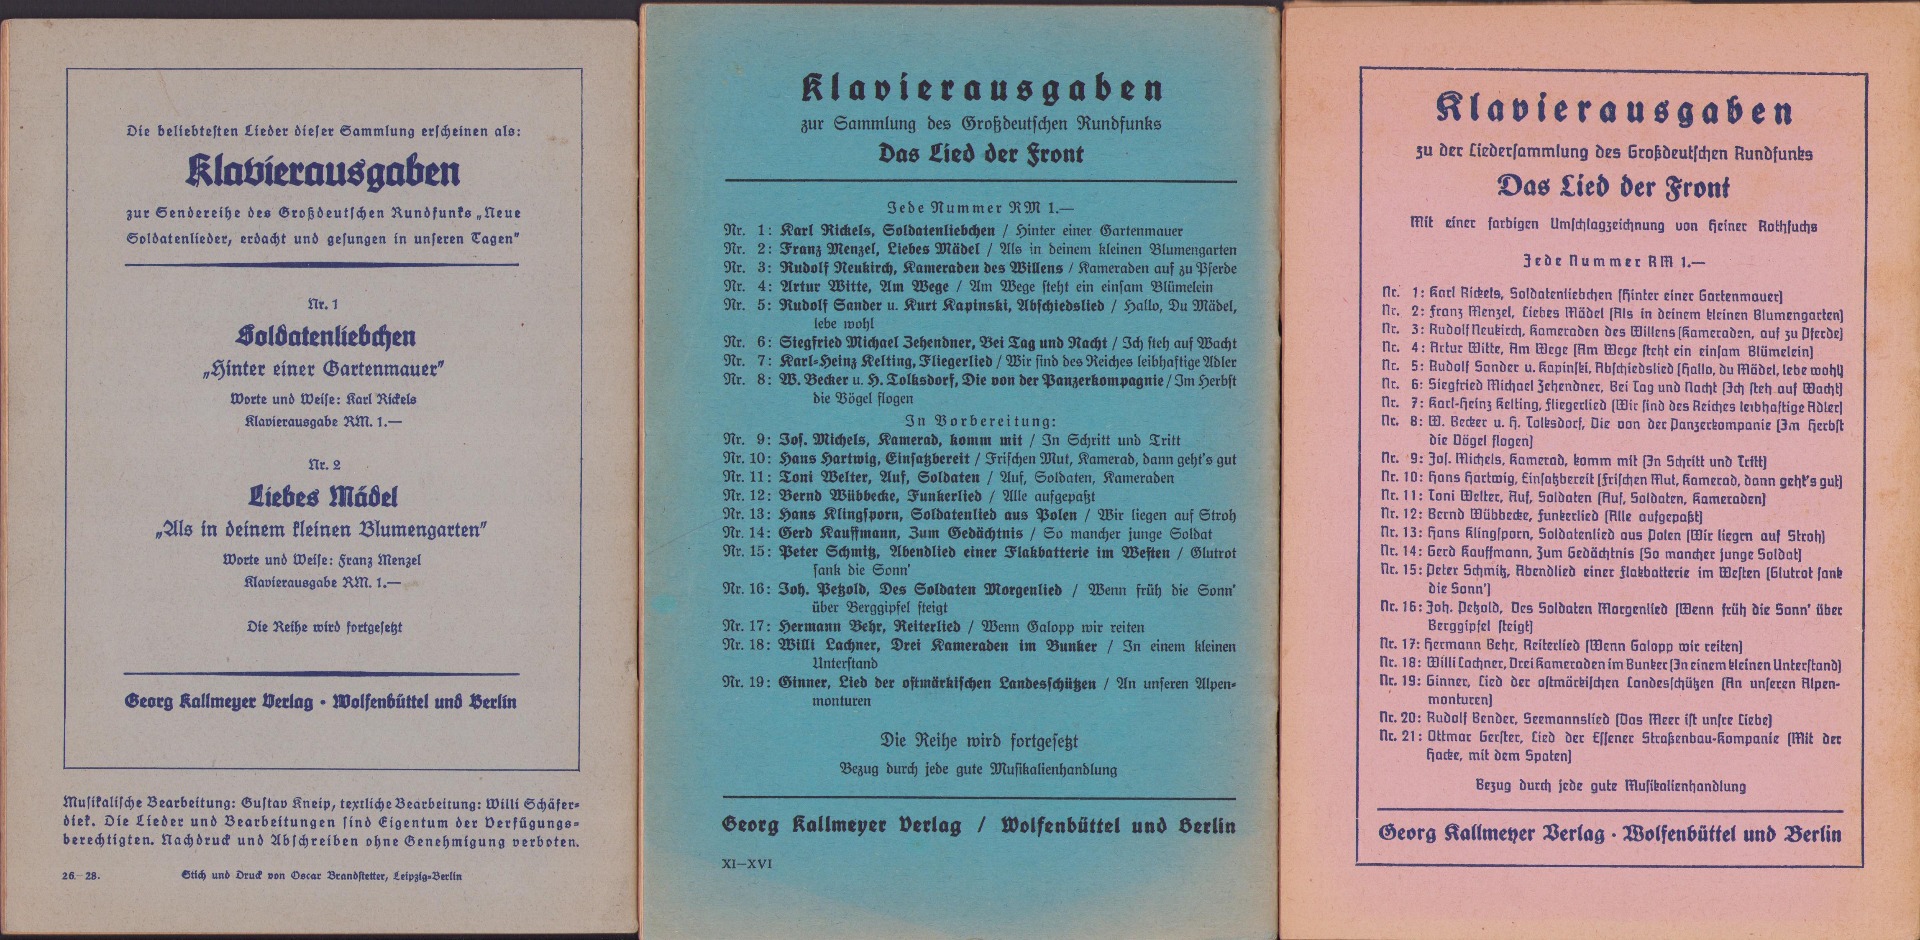 Die beliebtesten Lieder dieser Sammlung erscheinen als:
Klavierausgaben
zur Sendereihe des Großdeutschen Rundfunks „Neue
Soldatenlieder, erdacht und gesungen in unseren Tagen"
Nr. 1
Soldatenliebchen
„Hinter einer Gartenmauer"
Worte und Weise: Karl Rickels
Klavierausgabe RM. 1.—
Nr. 2
Liebes Mädel
„Als in deinem kleinen Blumengarten"
Worte und Weise: Franz Menzel
Klavierausgabe RM. 1.—
Die Reihe wird fortgesetzt
Georg Kallmeyer Verlag · Wolfenbüttel und Berlin
Musikalische Bearbeitung: Gustav Kneip, textliche Bearbeitung: Willi Schäfer-
diek. Die Lieder und Bearbeitungen sind Eigentum der Verfügungs-
berechtigten. Nachdruck und Abschreiben ohne Genehmigung verboten.
26.—28. Stich und Druck von Oscar Brandstetter, Leipzig-Berlin
Klavierausgaben
zur Sammlung des Großdeutschen Rundfunks
Das Lied der Front
Jede Nummer RM 1.—
Nr. 1: Karl Rickels, Soldatenliebchen / Hinter einer Gartenmauer
Nr. 2: Franz Menzel, Liebes Mädel / Als in deinem kleinen Blumengarten
Nr. 3: Rudolf Neukirch, Kameraden des Willens / Kameraden auf zu Pferde
Nr. 4: Artur Witte, Am Wege / Am Wege steht ein einsam Blümelein
Nr. 5: Rudolf Sander u. Kurt Kapinski, Abschiedslied / Hallo, Du Mädel,
lebe wohl
Nr. 6: Siegfried Michael Zehendner, Bei Tag und Nacht / Ich steh auf Wacht
Nr. 7: Karl-Heinz Kelting, Fliegerlied / Wir sind des Reiches leibhaftige Adler
Nr. 8: W. Becker u. H. Tolksdorf, Die von der Panzerkompagnie / Im Herbst
die Vögel flogen
In Vorbereitung:
Nr. 9: Jos. Michels, Kamerad, komm mit / In Schritt und Tritt
Nr. 10: Hans Hartwig, Einsatzbereit / Frischen Mut, Kamerad, dann geht's gut
Nr. 11: Toni Welter, Auf, Soldaten / Auf, Soldaten, Kameraden
Nr. 12: Bernd Wübbecke, Funkerlied / Alle aufgepaßt
Nr. 13: Hans Klingsporn, Soldatenlied aus Polen / Wir liegen auf Stroh
Nr. 14: Gerd Kauffmann, Zum Gedächtnis / So mancher junge Soldat
Nr. 15: Peter Schmitz, Abendlied einer Flakbatterie im Westen / Glutrot
sank die Sonn'
Nr. 16: Joh. Petzold, Des Soldaten Morgenlied / Wenn früh die Sonn'
über Berggipfel steigt
Nr. 17: Hermann Behr, Reiterlied / Wenn Galopp wir reiten
Nr. 18: Willi Lachner, Drei Kameraden im Bunker / In einem kleinen
Unterstand
Nr. 19: Ginner, Lied der ostmärkischen Landesschützen / An unseren Alpen-
monturen
Die Reihe wird fortgesetzt
Bezug durch jede gute Musikalienhandlung
Georg Kallmeyer Verlag / Wolfenbüttel und Berlin
XI—XVI
Klavierausgaben
zu der Liedersammlung des Großdeutschen Rundfunks
Das Lied der Front
Mit einer farbigen Umschlagzeichnung von Heiner Rothfuchs
Jede Nummer RM 1.—
Nr. 1: Karl Rickels, Soldatenliebchen (Hinter einer Gartenmauer)
Nr. 2: Franz Menzel, Liebes Mädel (Als in deinem kleinen Blumengarten)
Nr. 3: Rudolf Neukirch, Kameraden des Willens (Kameraden, auf zu Pferde)
Nr. 4: Artur Witte, Am Wege (Am Wege steht ein einsam Blümelein)
Nr. 5: Rudolf Sander u. Kapinski, Abschiedslied (Hallo, du Mädel, lebe wohl)
Nr. 6: Siegfried Michael Zehendner, Bei Tag und Nacht (Ich steh auf Wacht)
Nr. 7: Karl-Heinz Kelting, Fliegerlied (Wir sind des Reiches leibhaftige Adler)
Nr. 8: W. Becker u. H. Tolksdorf, Die von der Panzerkompanie (Im Herbst
die Vögel flogen)
Nr. 9: Jos. Michels, Kamerad, komm mit (In Schritt und Tritt)
Nr. 10: Hans Hartwig, Einsatzbereit (Frischen Mut, Kamerad, dann geht's gut)
Nr. 11: Toni Welter, Auf, Soldaten (Auf, Soldaten, Kameraden)
Nr. 12: Bernd Wübbecke, Funkerlied (Alle aufgepaßt)
Nr. 13: Hans Klingsporn, Soldatenlied aus Polen (Wir liegen auf Stroh)
Nr. 14: Gerd Kauffmann, Zum Gedächtnis (So mancher junge Soldat)
Nr. 15: Peter Schmitz, Abendlied einer Flakbatterie im Westen (Glutrot sank
die Sonn')
Nr. 16: Joh. Petzold, Des Soldaten Morgenlied (Wenn früh die Sonn' über
Berggipfel steigt)
Nr. 17: Hermann Behr, Reiterlied (Wenn Galopp wir reiten)
Nr. 18: Willi Lachner, Drei Kameraden im Bunker (In einem kleinen Unterstand)
Nr. 19: Ginner, Lied der ostmärkischen Landesschützen (An unseren Alpen-
monturen)
Nr. 20: Rudolf Bender, Seemannslied (Das Meer ist unsre Liebe)
Nr. 21: Ottmar Gerster, Lied der Essener Straßenbau-Kompanie (Mit der
Hacke, mit dem Spaten)
Bezug durch jede gute Musikalienhandlung
Georg Kallmeyer Verlag · Wolfenbüttel und Berlin